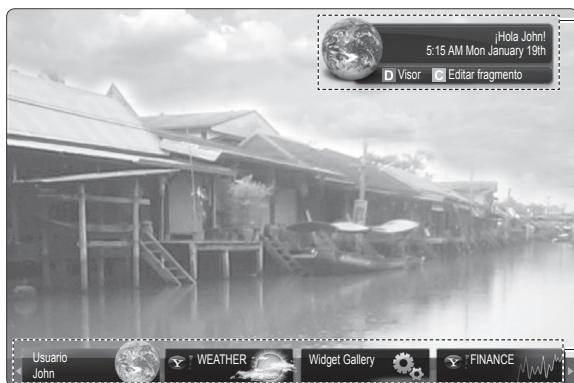 ¡Hola John!
5:15 AM Mon January 19th
D Visor C Editar fragmento
Usuario
John
WEATHER
Widget Gallery
FINANCE